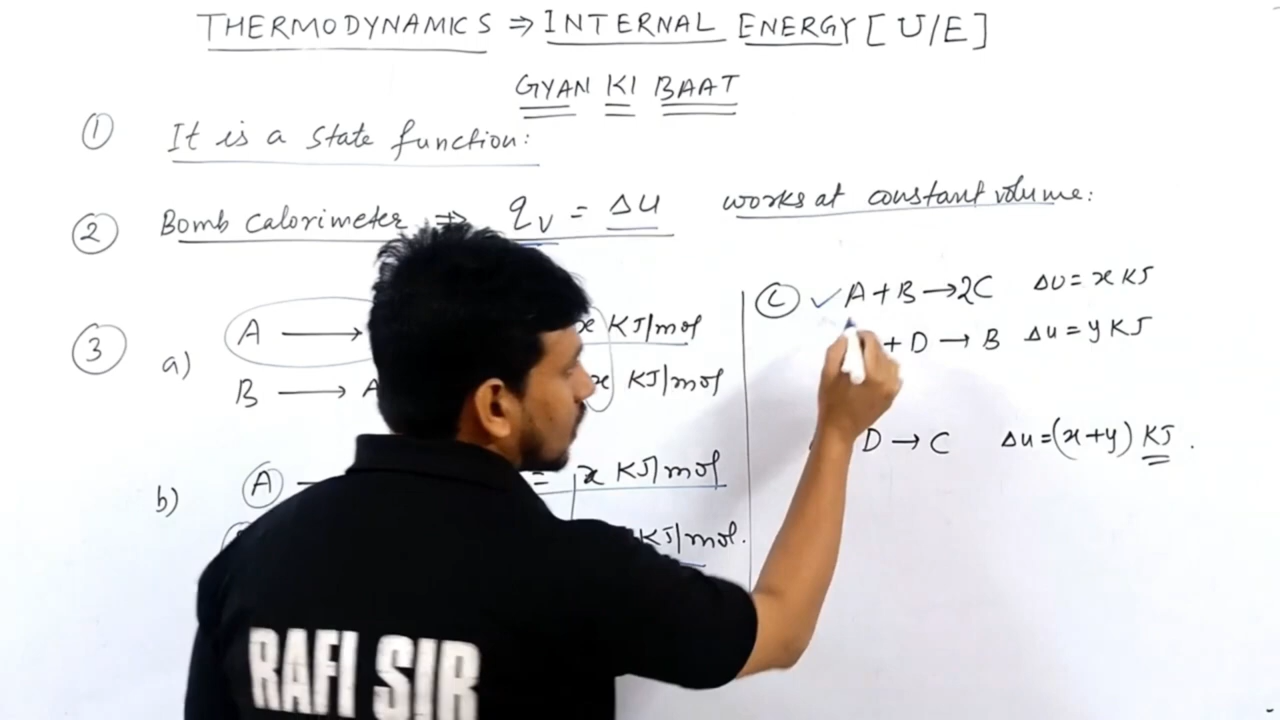 THERMODYNAMICS ⇒ INTERNAL ENERGY [U/E]
GYAN KI BAAT
① It is a state function:
② Bomb calorimeter ⇒ qᵥ = ΔU works at constant volume:
③ a) A ⟶ x KJ/mol
B ⟶ A x KJ/mol
b) A = x KJ/mol
KJ/mol.
Ⓒ ✓ A + B → 2C ΔU = x KJ
+ D → B Δu = y KJ
D → C Δu = (x+y) KJ.
RAFI SIR